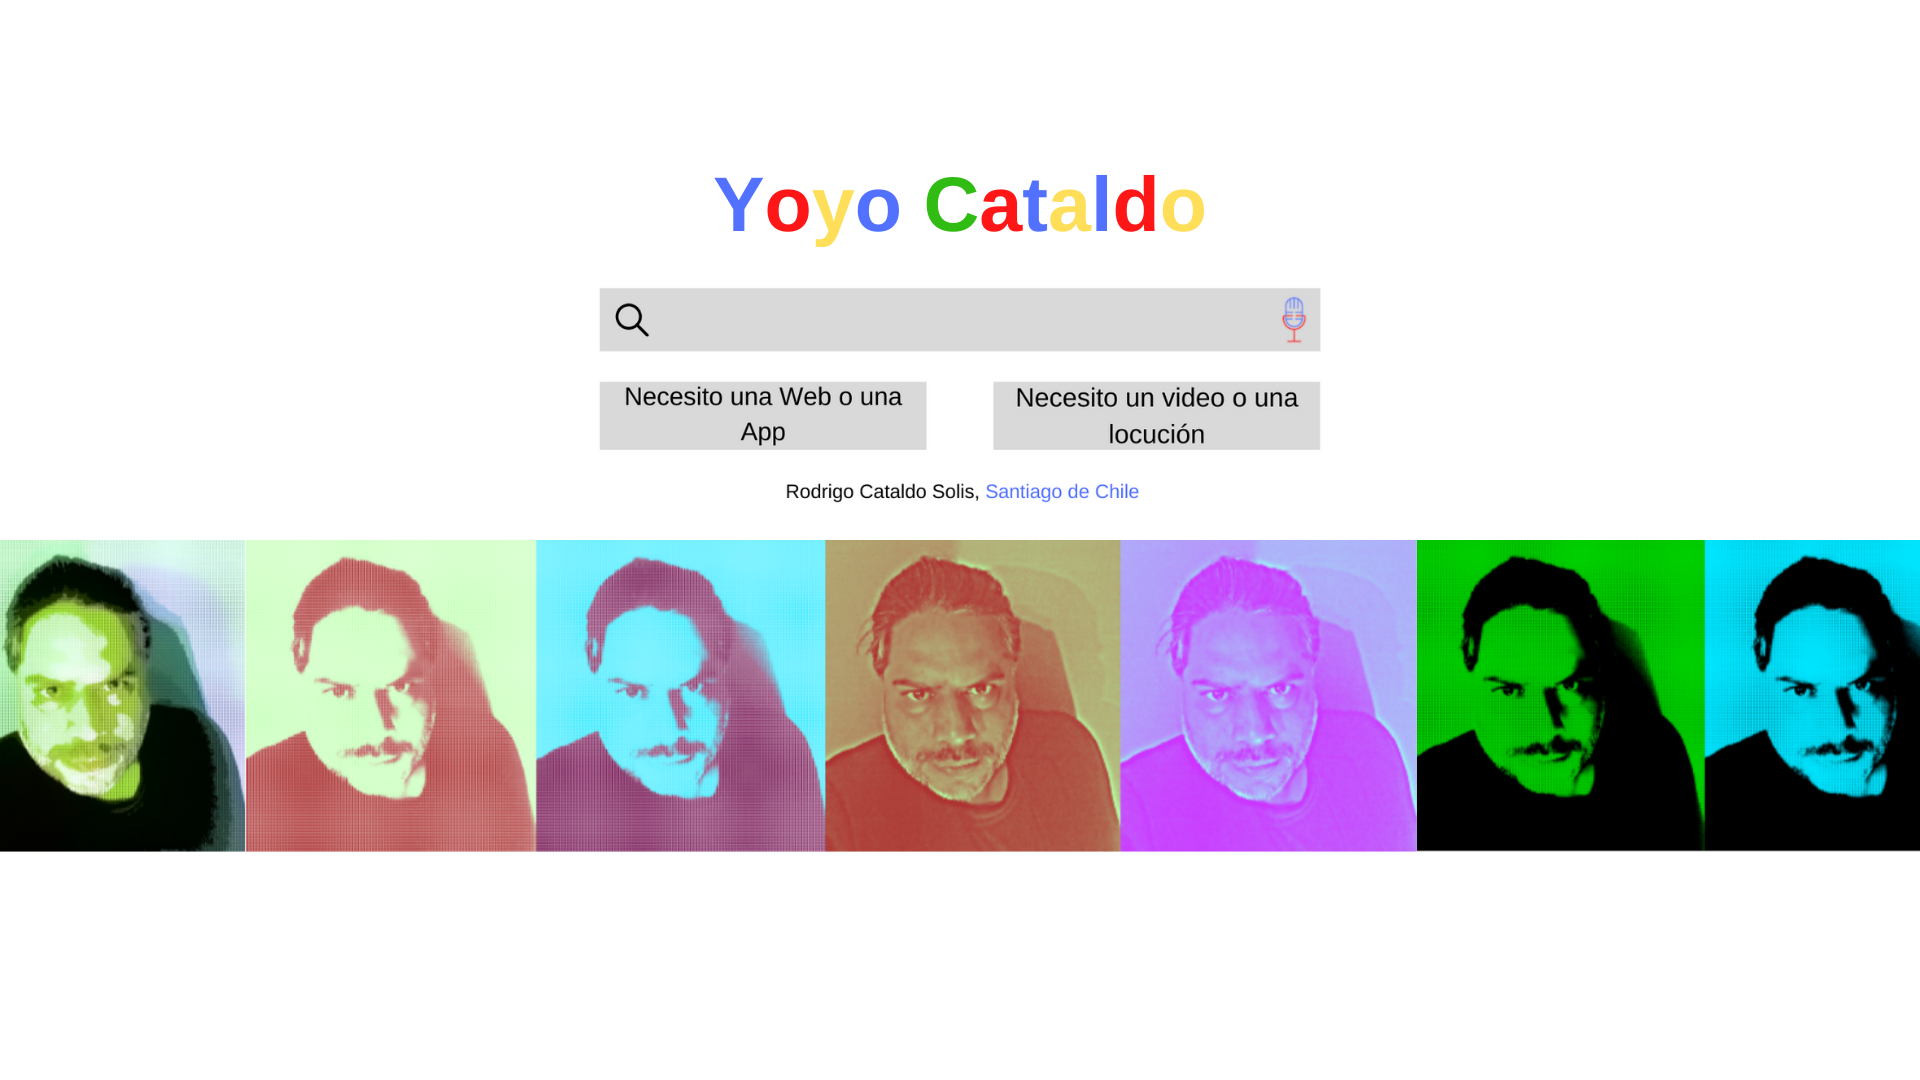 Yoyo Cataldo
Necesito una Web o una
App
Necesito un video o una
locución
Rodrigo Cataldo Solis, Santiago de Chile